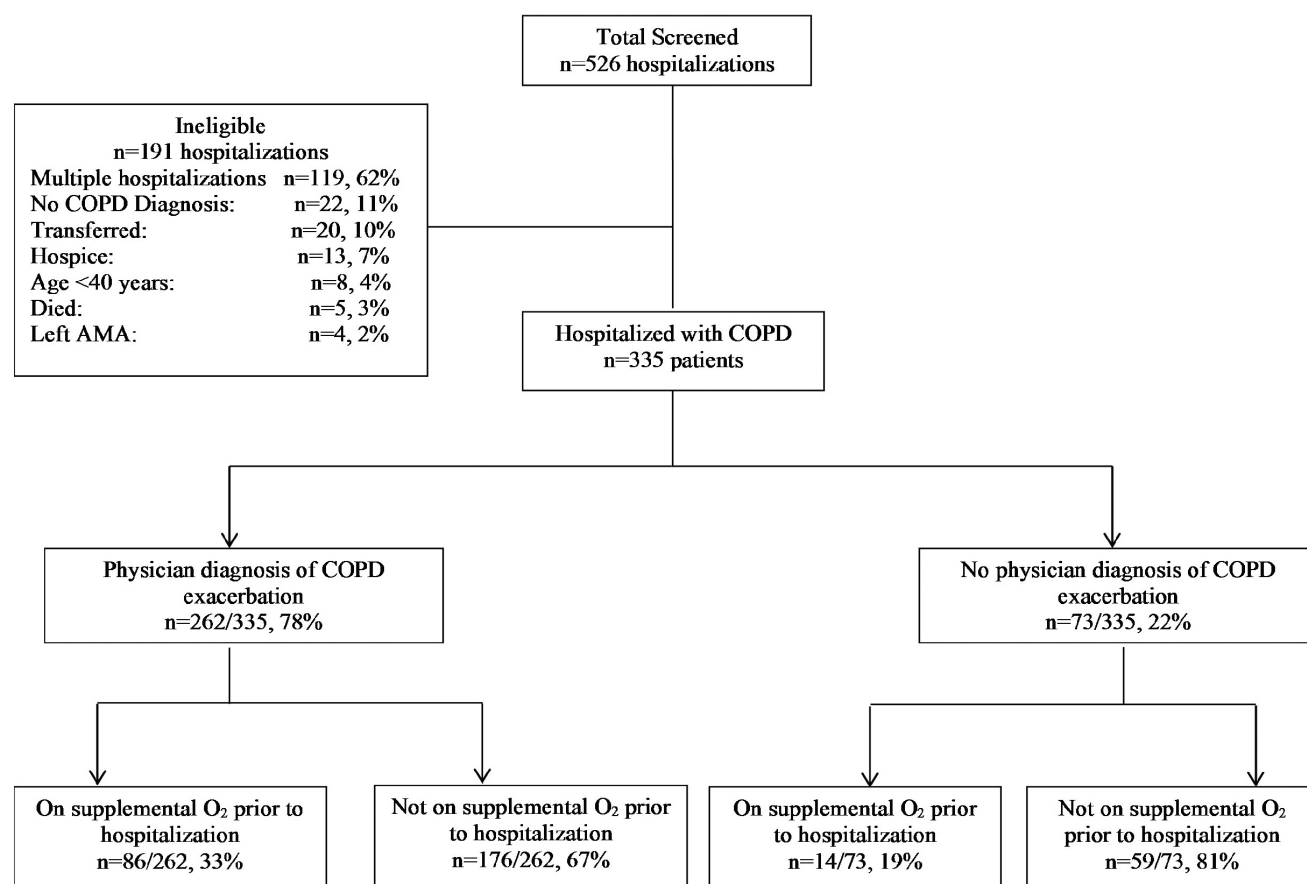 Total Screened
n=526 hospitalizations
Ineligible
n=191 hospitalizations
Multiple hospitalizations n=119, 62%
No COPD Diagnosis: n=22, 11%
Transferred: n=20, 10%
Hospice: n=13, 7%
Age <40 years: n=8, 4%
Died: n=5, 3%
Left AMA: n=4, 2%
Hospitalized with COPD
n=335 patients
Physician diagnosis of COPD
exacerbation
n=262/335, 78%
No physician diagnosis of COPD
exacerbation
n=73/335, 22%
On supplemental O₂ prior to
hospitalization
n=86/262, 33%
Not on supplemental O₂ prior
to hospitalization
n=176/262, 67%
On supplemental O₂ prior
to hospitalization
n=14/73, 19%
Not on supplemental O₂
prior to hospitalization
n=59/73, 81%